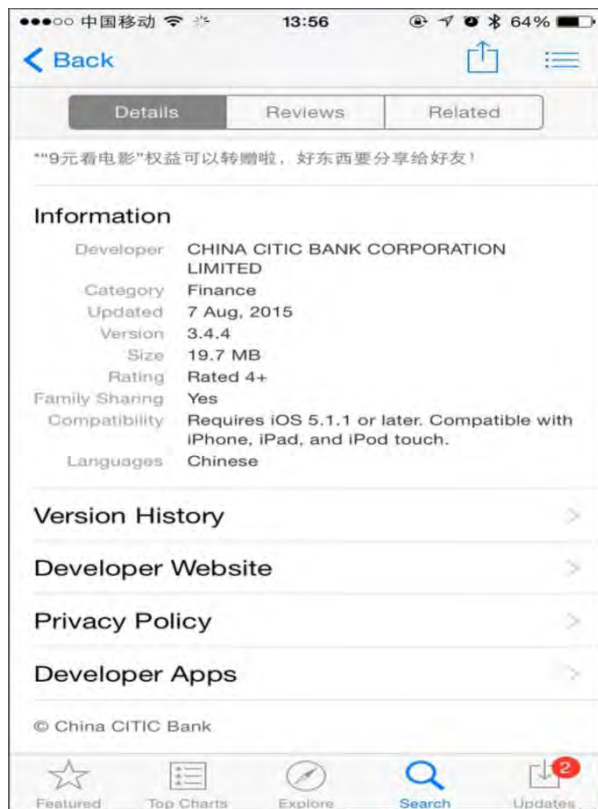 中国移动 13:56 64%
Back
Details Reviews Related
""9元看电影"权益可以转赠啦,好东西要分享给好友!
Information
Developer CHINA CITIC BANK CORPORATION
LIMITED
Category Finance
Updated 7 Aug, 2015
Version 3.4.4
Size 19.7 MB
Rating Rated 4+
Family Sharing Yes
Compatibility Requires iOS 5.1.1 or later. Compatible with
iPhone, iPad, and iPod touch.
Languages Chinese
Version History
Developer Website
Privacy Policy
Developer Apps
© China CITIC Bank
2
Featured Top Charts Explore Search Updates